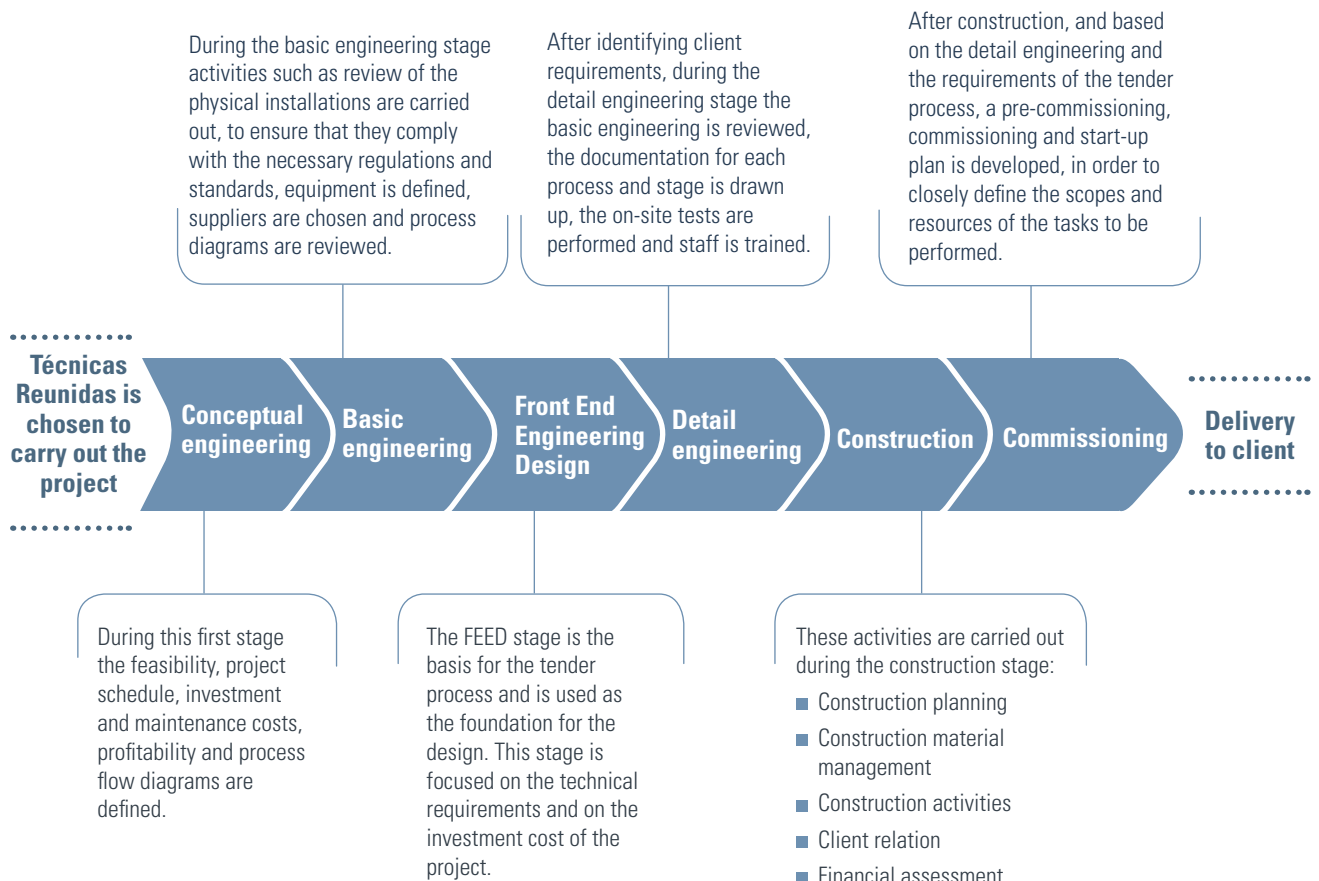 During the basic engineering stage
activities such as review of the
physical installations are carried
out, to ensure that they comply
with the necessary regulations and
standards, equipment is defined,
suppliers are chosen and process
diagrams are reviewed.
After identifying client
requirements, during the
detail engineering stage the
basic engineering is reviewed,
the documentation for each
process and stage is drawn
up, the on-site tests are
performed and staff is trained.
After construction, and based
on the detail engineering and
the requirements of the tender
process, a pre-commissioning,
commissioning and start-up
plan is developed, in order to
closely define the scopes and
resources of the tasks to be
performed.
Técnicas
Reunidas is
chosen to
carry out the
project
Conceptual
engineering
Basic
engineering
Front End
Engineering
Design
Detail
engineering
Construction
Commissioning
Delivery
to client
During this first stage
the feasibility, project
schedule, investment
and maintenance costs,
profitability and process
flow diagrams are
defined.
The FEED stage is the
basis for the tender
process and is used as
the foundation for the
design. This stage is
focused on the technical
requirements and on the
investment cost of the
project.
These activities are carried out
during the construction stage:
Construction planning
Construction material
management
Construction activities
Client relation
Financial assessment